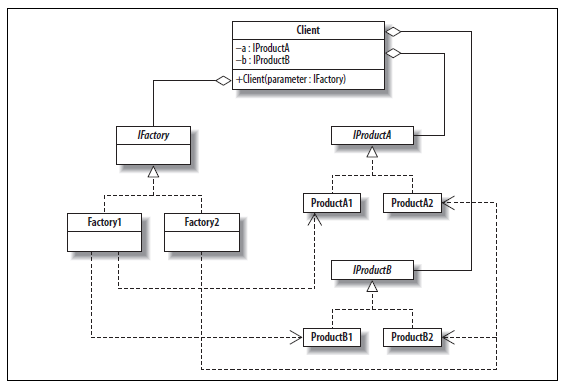 Client
–a : IProductA
–b : IProductB
+Client(parameter : IFactory)
IFactory
IProductA
ProductA1
ProductA2
Factory1
Factory2
IProductB
ProductB1
ProductB2